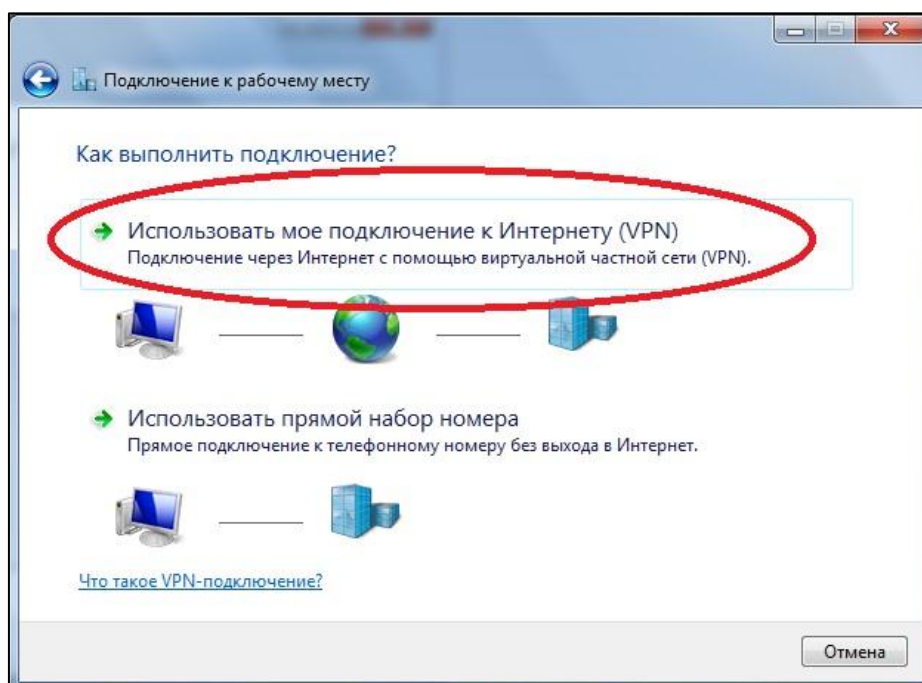 Подключение к рабочему месту
Как выполнить подключение?
Использовать мое подключение к Интернету (VPN)
Подключение через Интернет с помощью виртуальной частной сети (VPN).
Использовать прямой набор номера
Прямое подключение к телефонному номеру без выхода в Интернет.
Что такое VPN-подключение?
Отмена